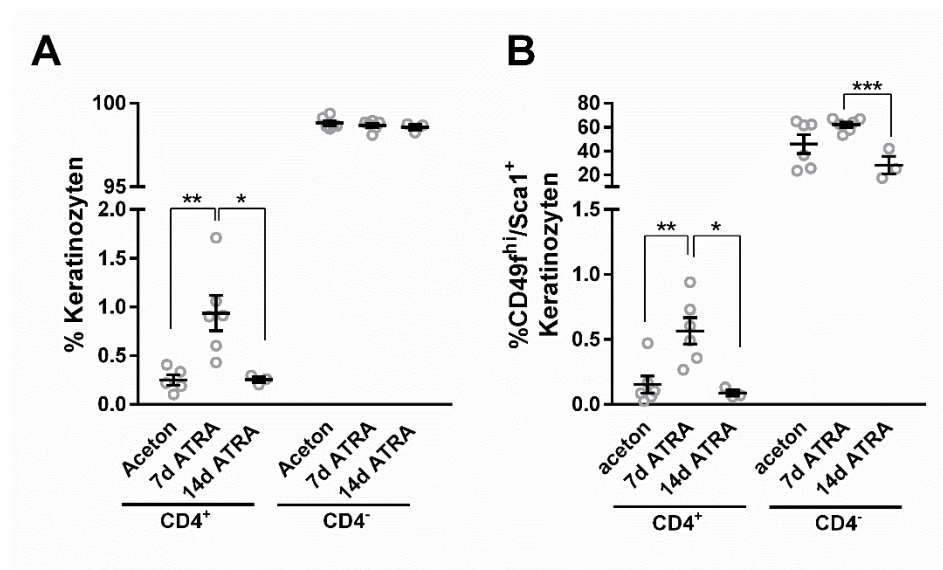 A
% Keratinozyten
100
95
2.0
1.5
1.0
0.5
0.0
** *
Aceton
7d ATRA
14d ATRA
Aceton
7d ATRA
14d ATRA
CD4⁺
CD4⁻
B
%CD49fʰⁱ/Sca1⁺
Keratinozyten
80
60
40
20
1.5
1.0
0.5
0.0
***
** *
aceton
7d ATRA
14d ATRA
aceton
7d ATRA
14d ATRA
CD4⁺
CD4⁻